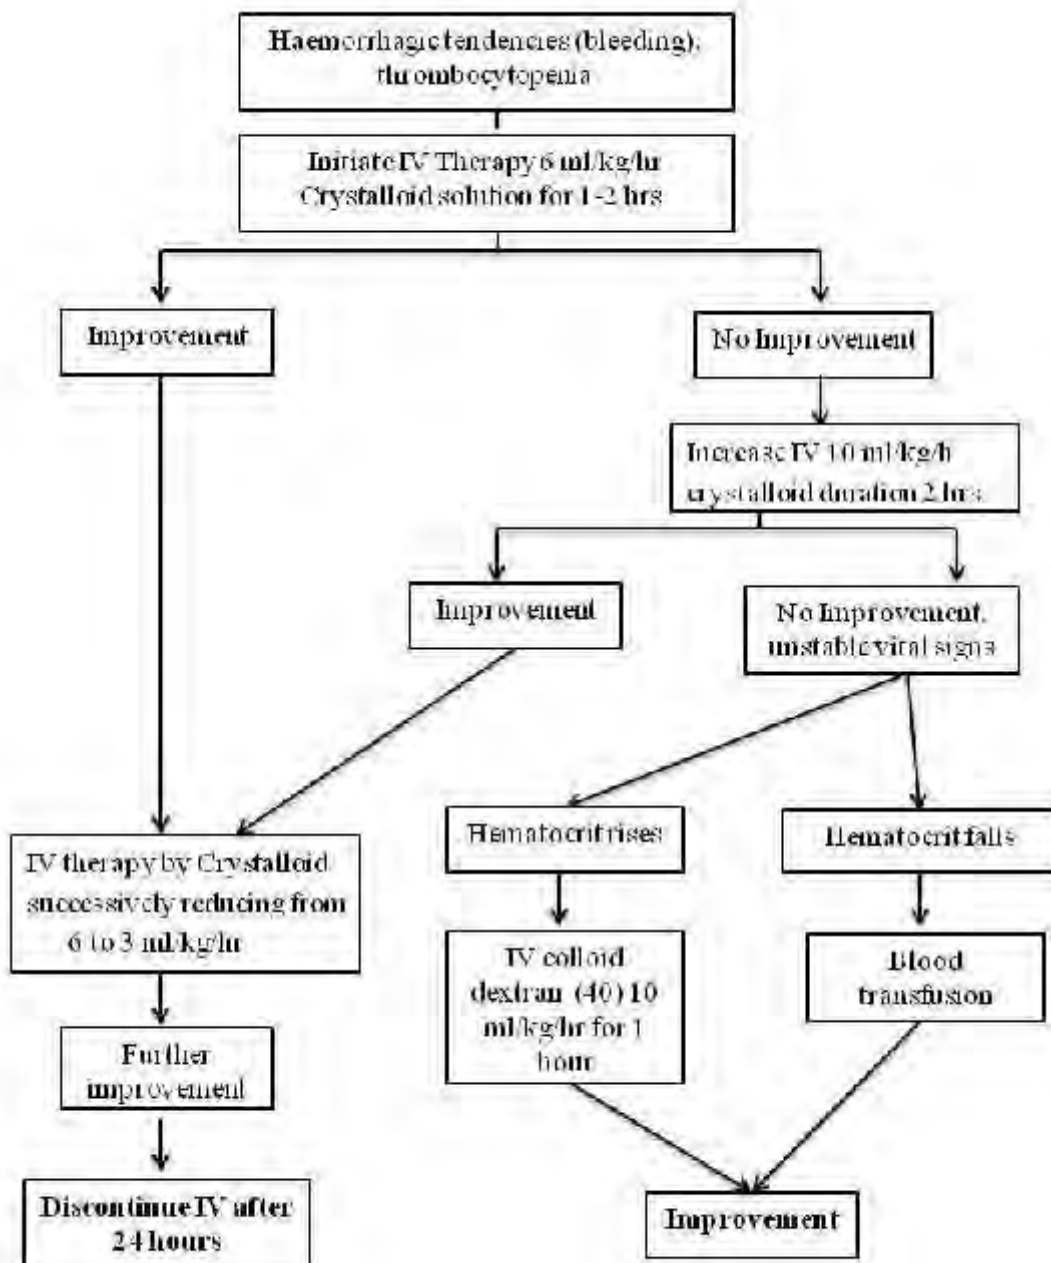 Haemorrhagic tendencies (bleeding),
thrombocytopenia
Initiate IV Therapy 6 ml/kg/hr
Crystalloid solution for 1-2 hrs
Improvement
No Improvement
Increase IV 10 ml/kg/h
crystalloid duration 2 hrs
Improvement
No Improvement,
unstable vital signs
Hematocrit rises
Hematocrit falls
IV therapy by Crystalloid
successively reducing from
6 to 3 ml/kg/hr
IV colloid
dextran (40) 10
ml/kg/hr for 1
hour
Blood
transfusion
Further
improvement
Discontinue IV after
24 hours
Improvement